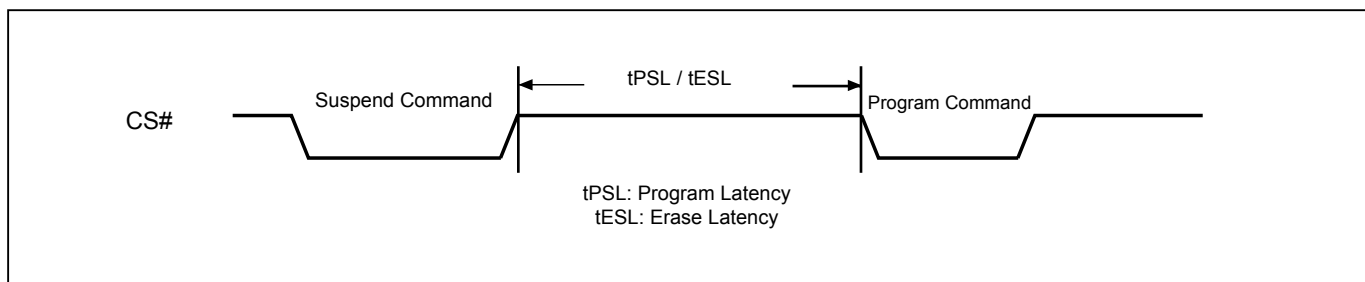 tPSL / tESL
Suspend Command
Program Command
CS#
tPSL: Program Latency
tESL: Erase Latency